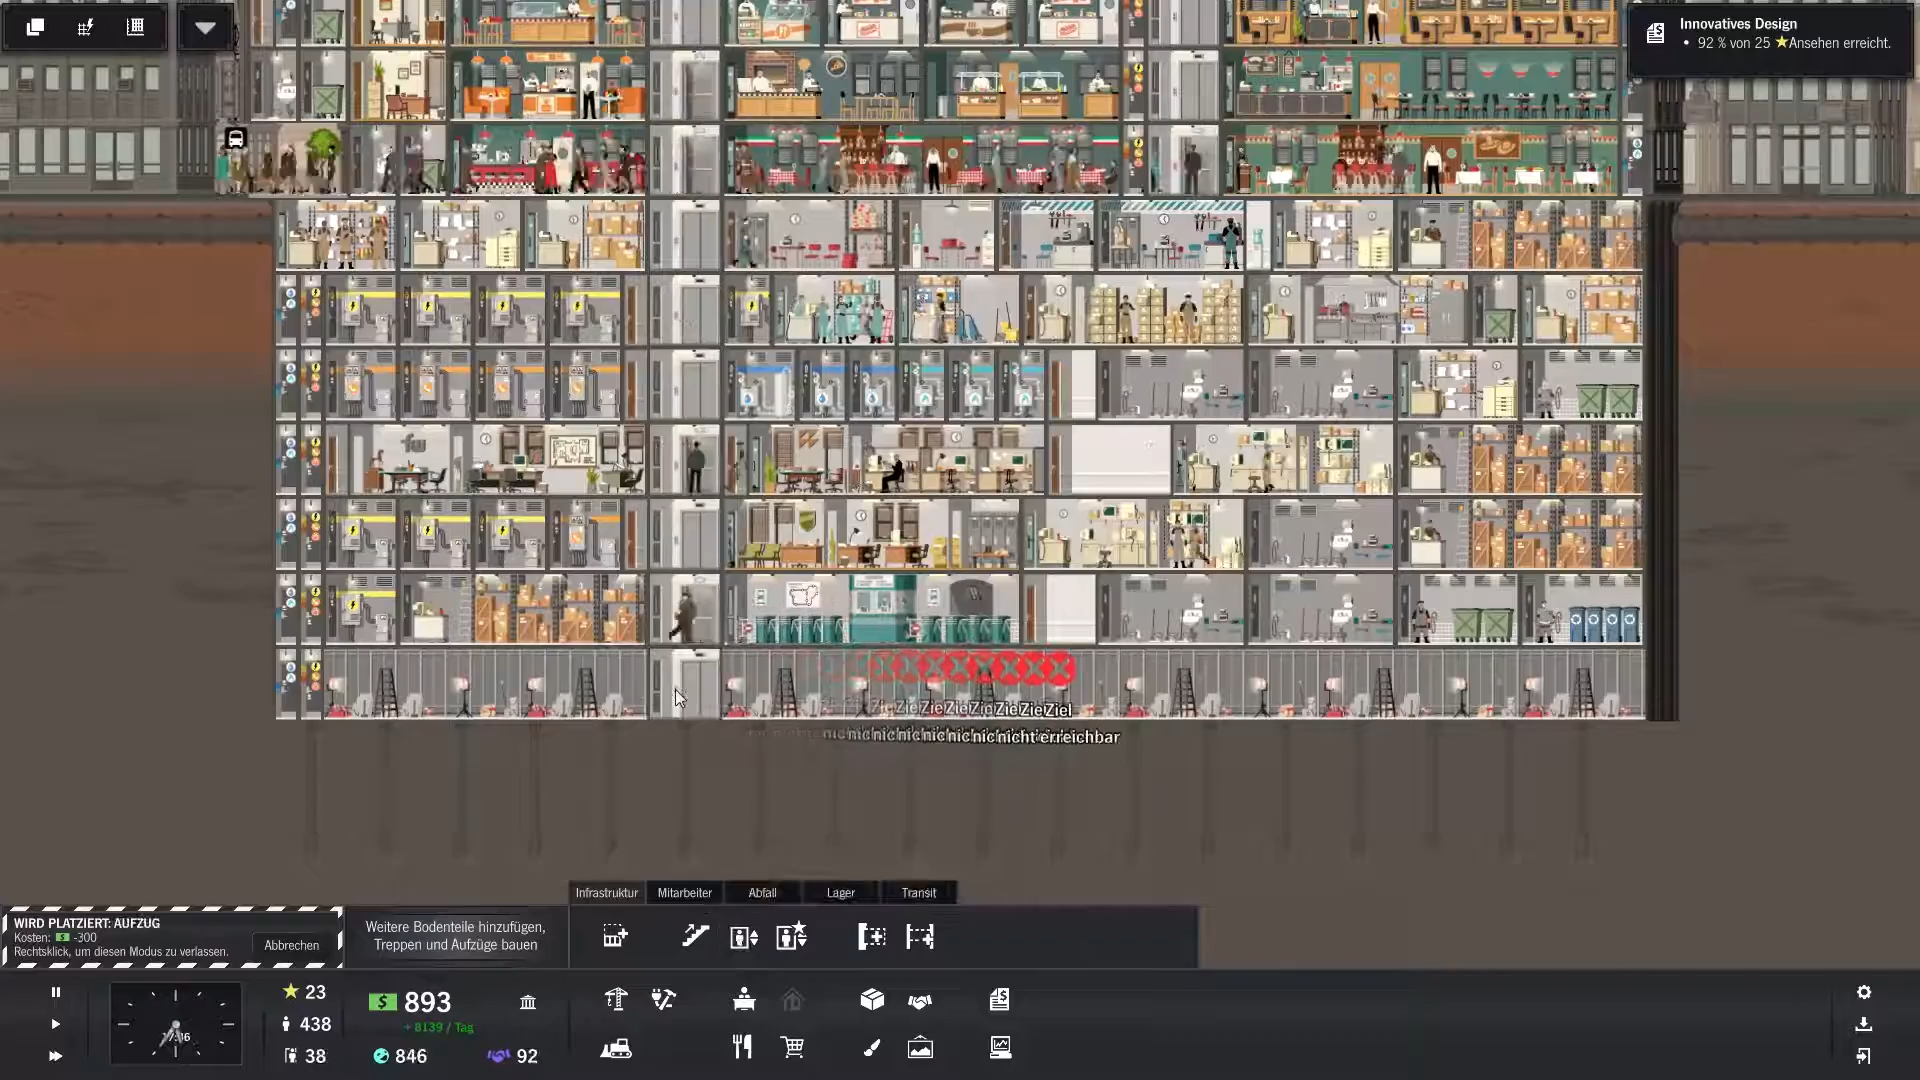 Innovatives Design
• 92 % von 25 Ansehen erreicht.
Ziel
nicht erreichbar
Infrastruktur
Mitarbeiter
Abfall
Lager
Transit
WIRD PLATZIERT: AUFZUG
Kosten: -300
Rechtsklick, um diesen Modus zu verlassen.
Abbrechen
Weitere Bodenteile hinzufügen,
Treppen und Aufzüge bauen
23
438
38
893
+ 8139 / Tag
846
92